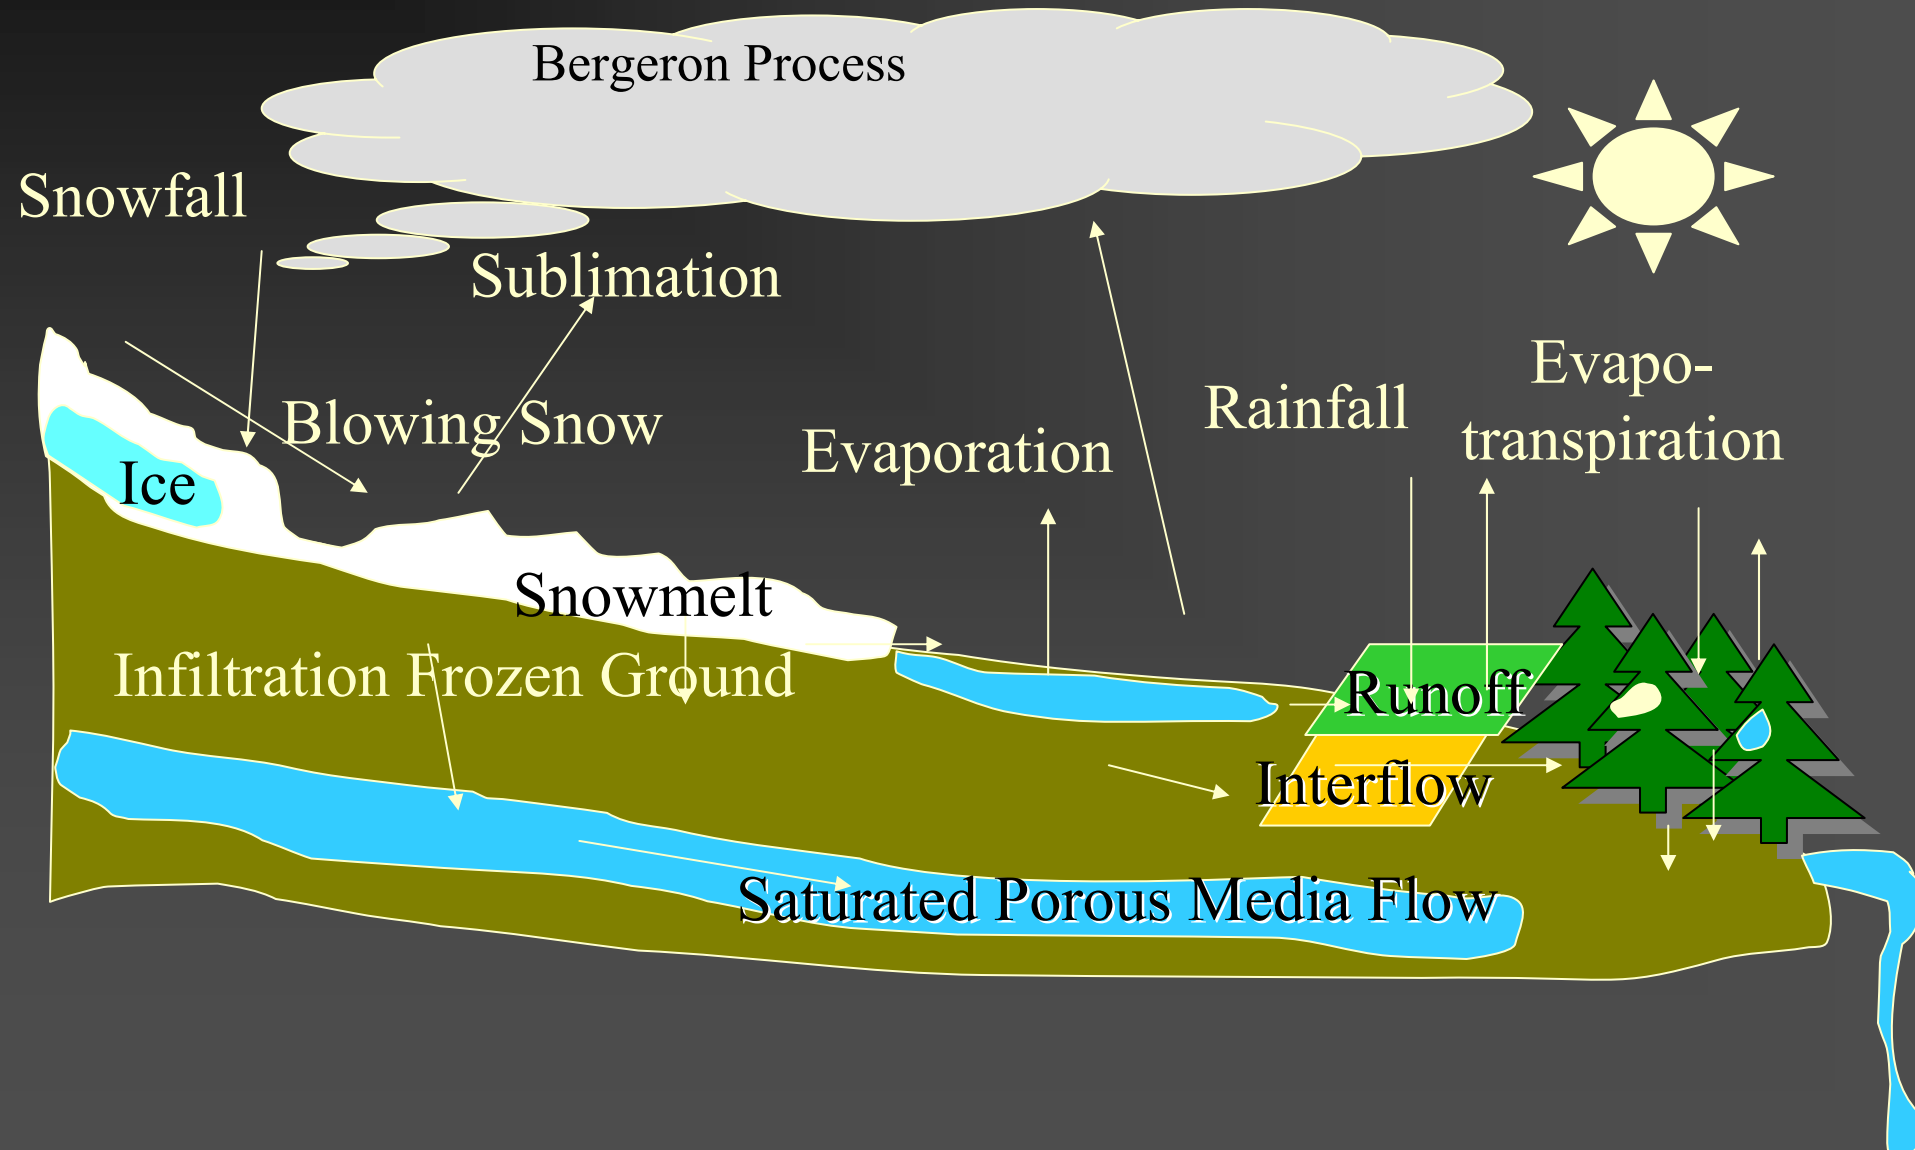 Bergeron Process
Snowfall
Sublimation
Blowing Snow
Evaporation
Rainfall
Evapo-
transpiration
Ice
Snowmelt
Infiltration Frozen Ground
Runoff
Interflow
Saturated Porous Media Flow